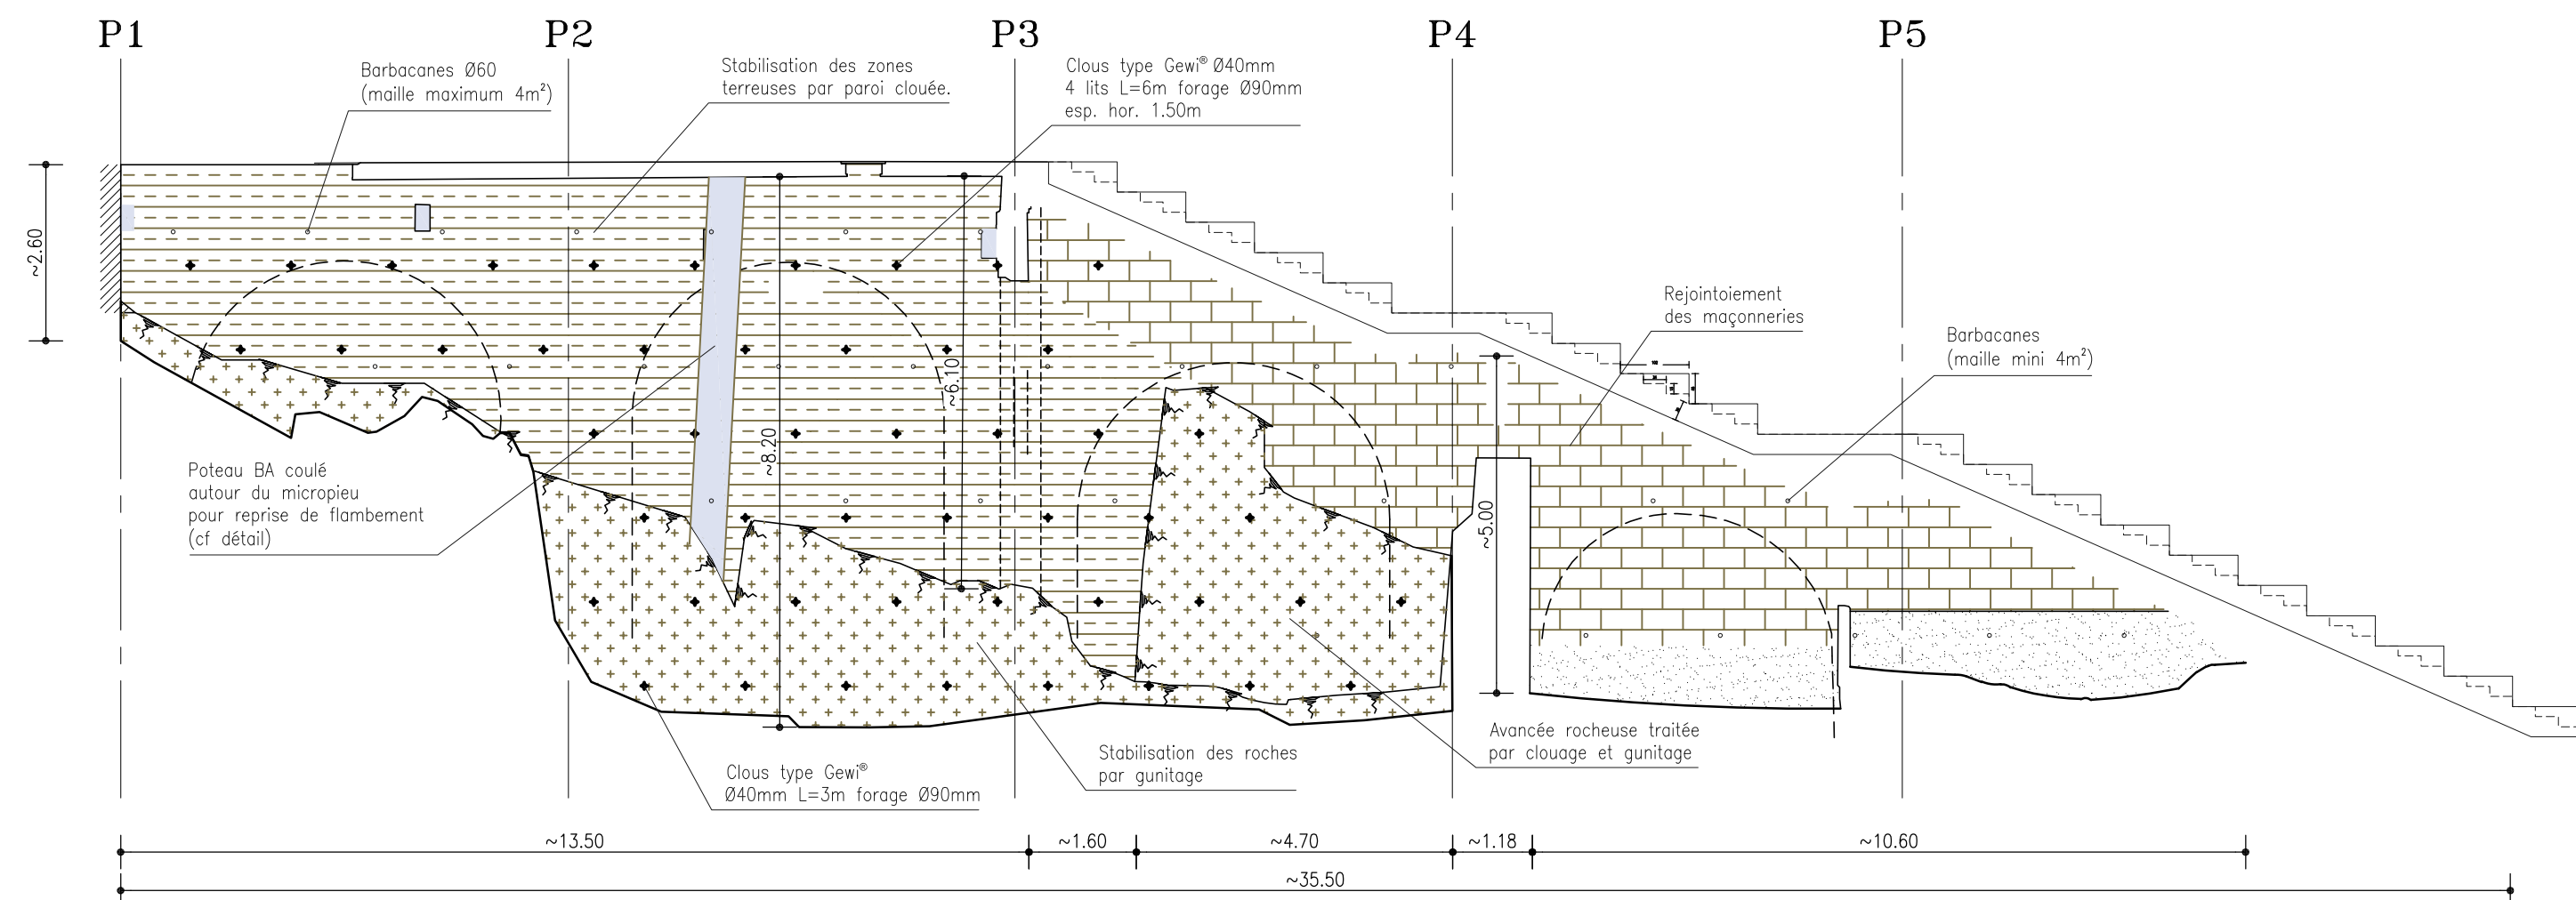 P1
P2
P3
P4
P5
Barbacanes Ø60
(maille maximum 4m²)
Stabilisation des zones
terreuses par paroi clouée.
Clous type Gewi® Ø40mm
4 lits L=6m forage Ø90mm
esp. hor. 1.50m
~2.60
Rejointoiement
des maçonneries
Barbacanes
(maille mini 4m²)
~6.10
~8.20
~5.00
Poteau BA coulé
autour du micropieu
pour reprise de flambement
(cf détail)
Clous type Gewi®
Ø40mm L=3m forage Ø90mm
Stabilisation des roches
par gunitage
Avancée rocheuse traitée
par clouage et gunitage
~13.50
~1.60
~4.70
~1.18
~10.60
~35.50